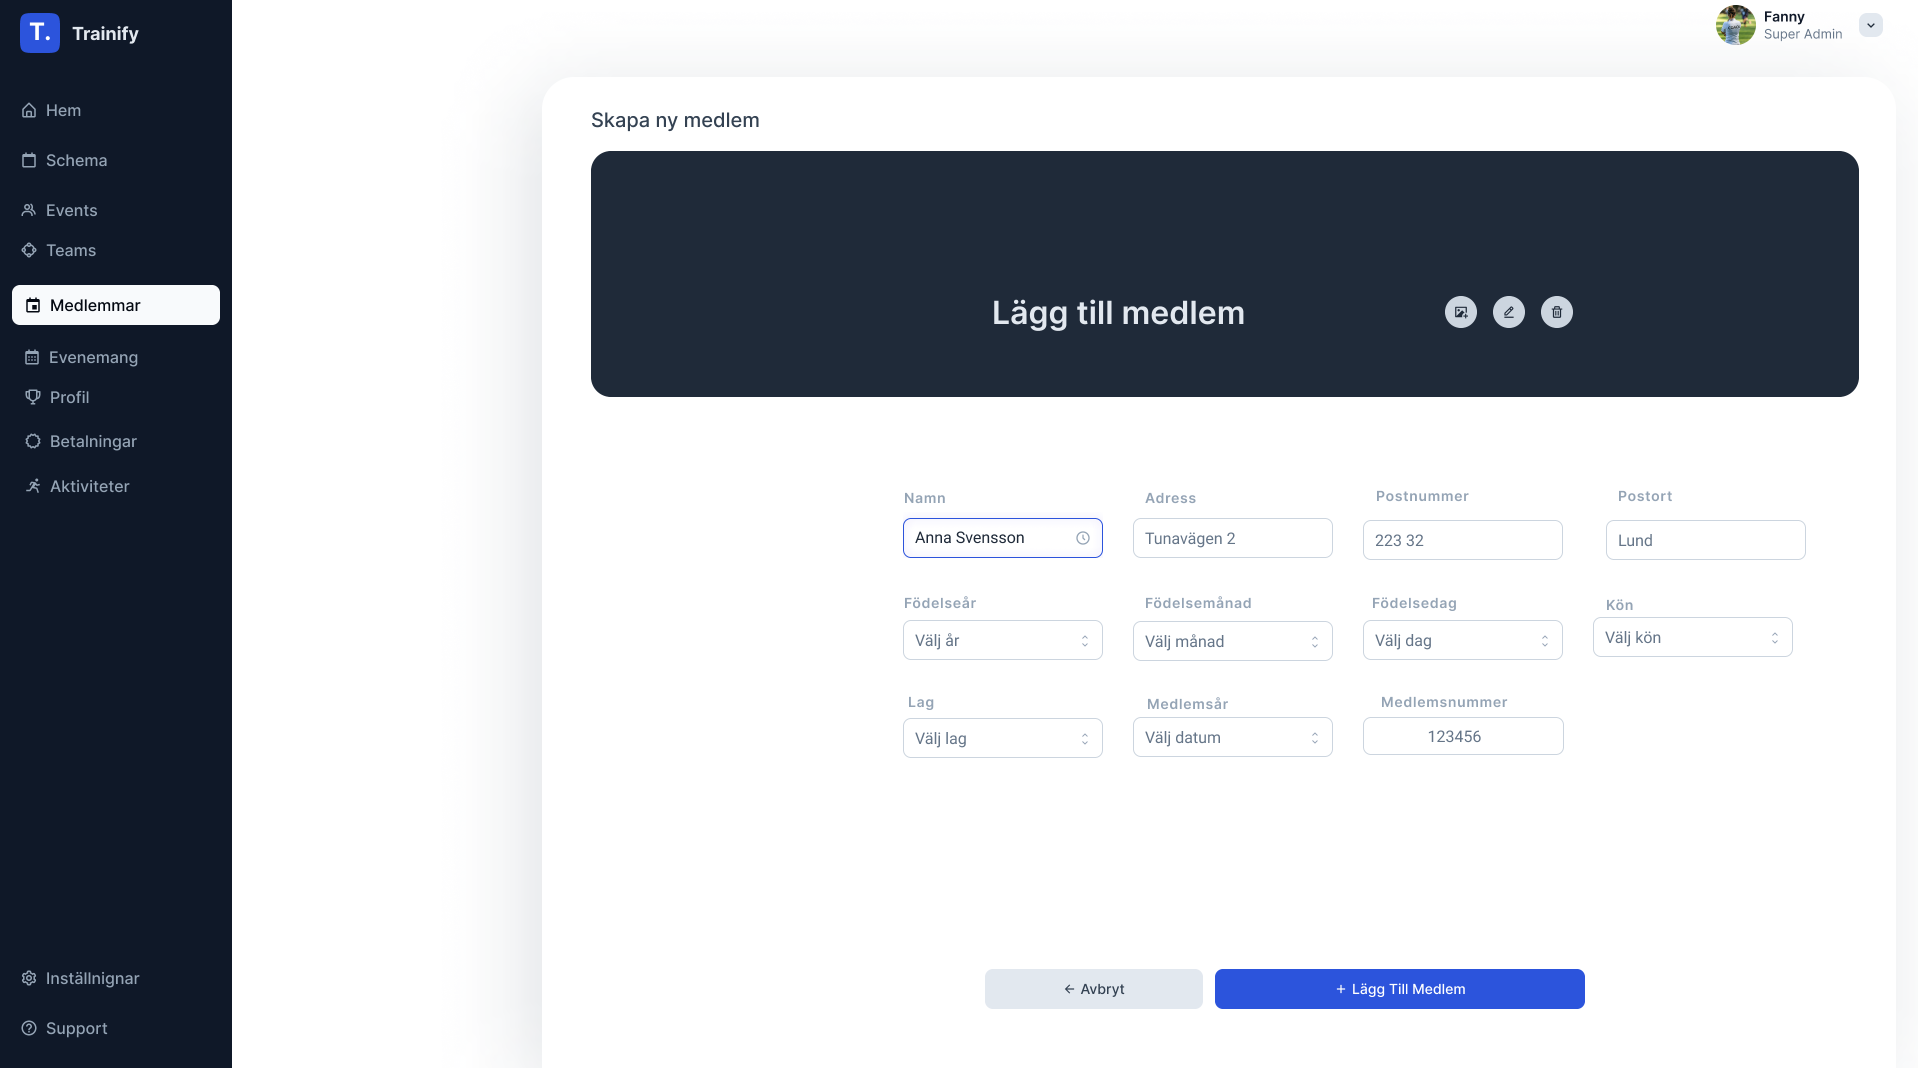 T.
Trainify
Fanny
Super Admin
Hem
Schema
Events
Teams
Medlemmar
Evenemang
Profil
Betalningar
Aktiviteter
Inställnignar
Support
Skapa ny medlem
Lägg till medlem
Namn
Adress
Postnummer
Postort
Anna Svensson
Tunavägen 2
223 32
Lund
Födelseår
Födelsemånad
Födelsedag
Kön
Välj år
Välj månad
Välj dag
Välj kön
Lag
Medlemsår
Medlemsnummer
Välj lag
Välj datum
123456
← Avbryt
+ Lägg Till Medlem